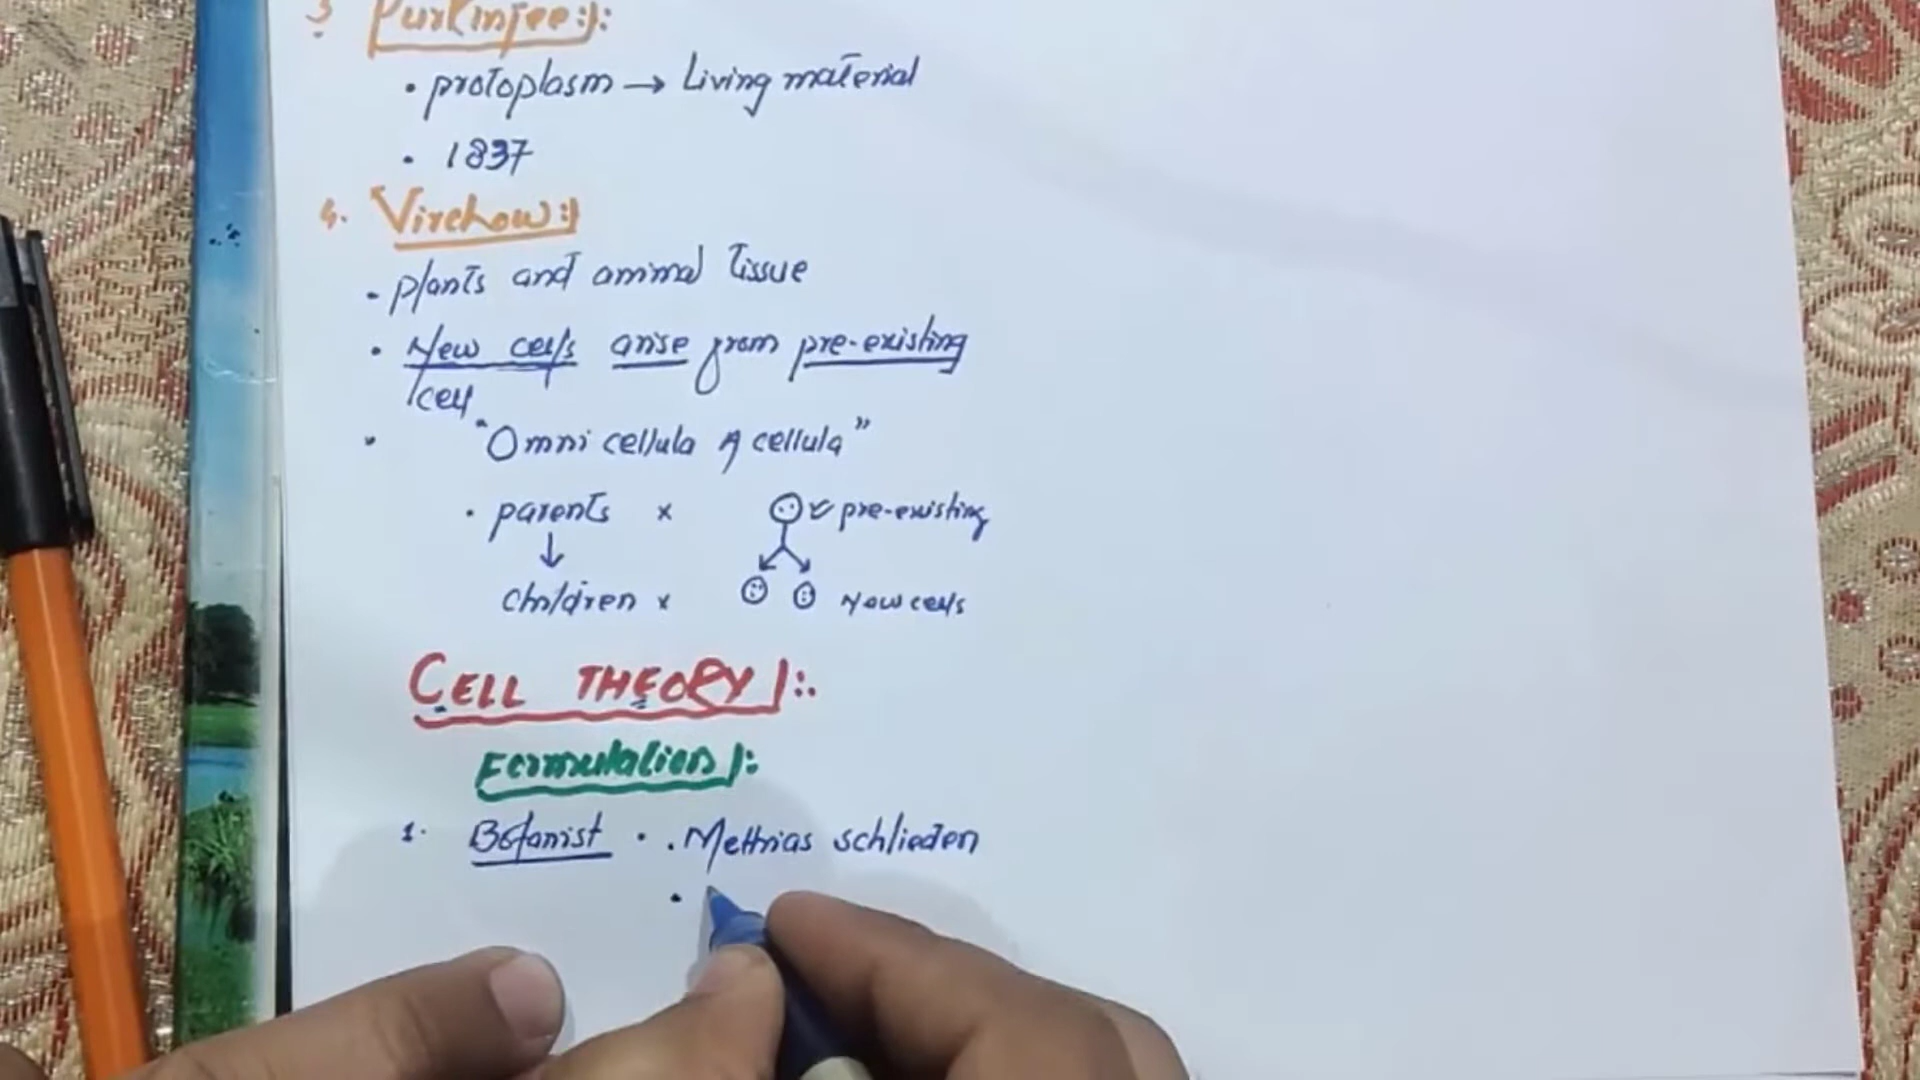 3 Purkinjee:
• protoplasm → Living material
• 1837
4. Virchow:
• plants and animal Tissue
• New cells arise from pre-existing
cell
• "Omni cellula A cellula"
• parents × pre-existing
↓
children × New cells
CELL THEORY:
Formulation:
1. Botanist • . Methias schlieden
•